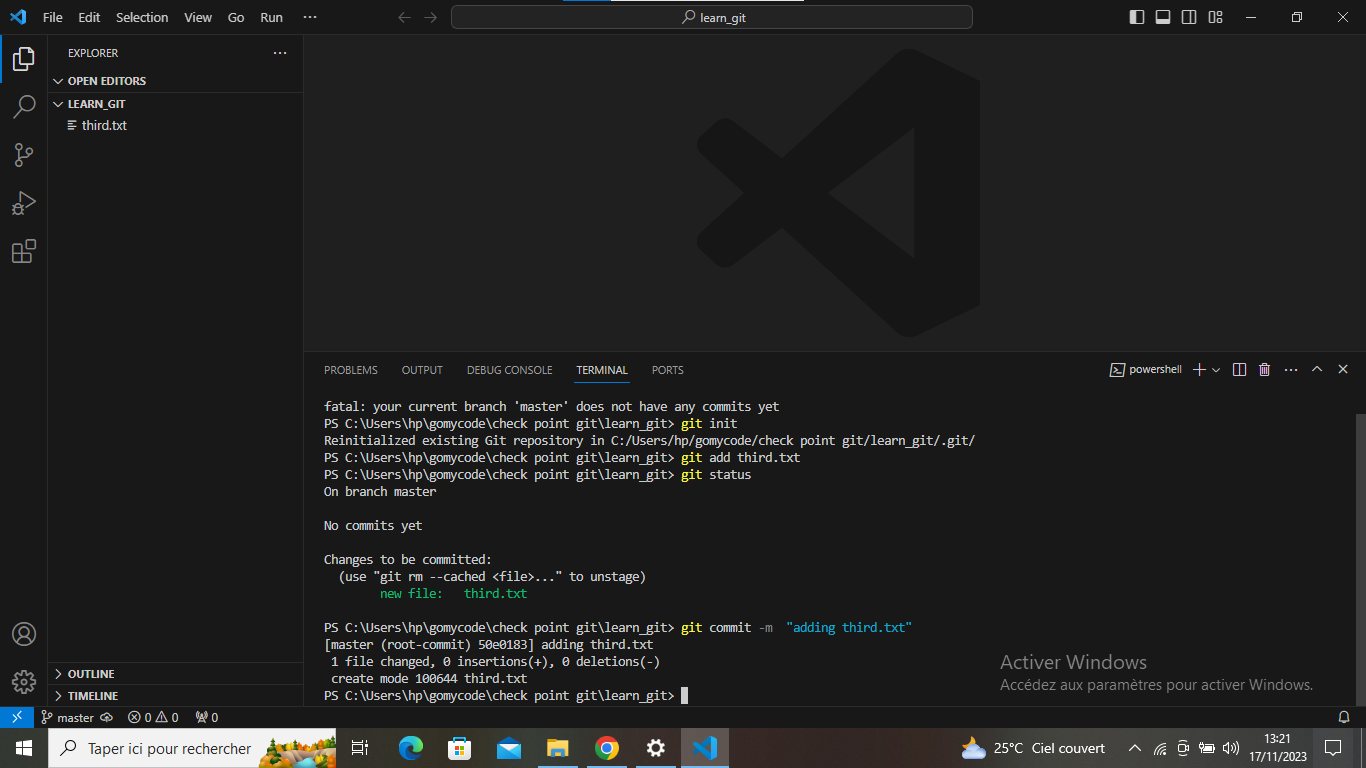 File Edit Selection View Go Run ···
learn_git
EXPLORER ···
OPEN EDITORS
LEARN_GIT
third.txt
OUTLINE
TIMELINE
PROBLEMS OUTPUT DEBUG CONSOLE TERMINAL PORTS
powershell
fatal: your current branch 'master' does not have any commits yet
PS C:\Users\hp\gomycode\check point git\learn_git> git init
Reinitialized existing Git repository in C:/Users/hp/gomycode/check point git/learn_git/.git/
PS C:\Users\hp\gomycode\check point git\learn_git> git add third.txt
PS C:\Users\hp\gomycode\check point git\learn_git> git status
On branch master
No commits yet
Changes to be committed:
(use "git rm --cached <file>..." to unstage)
new file:   third.txt
PS C:\Users\hp\gomycode\check point git\learn_git> git commit -m  "adding third.txt"
[master (root-commit) 50e0183] adding third.txt
1 file changed, 0 insertions(+), 0 deletions(-)
create mode 100644 third.txt
PS C:\Users\hp\gomycode\check point git\learn_git>
Activer Windows
Accédez aux paramètres pour activer Windows.
master 0 0 0
Taper ici pour rechercher
25°C Ciel couvert
13:21
17/11/2023